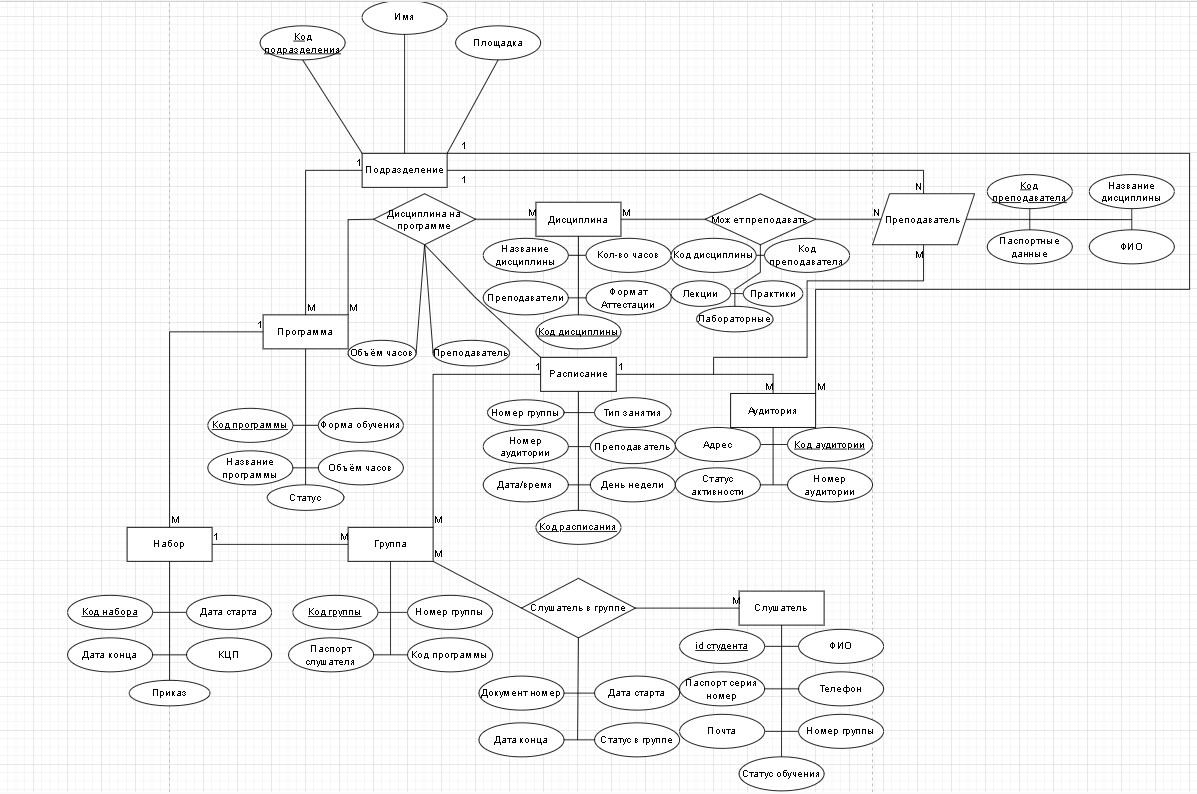 Имя
Код
подразделения
Площадка
1
1
Подразделение
1
Код
преподавателя
Название
дисциплины
N
Дисциплина на
программе
M
Дисциплина
M
Может преподавать
N
Преподаватель
Паспортные
данные
ФИО
Название
дисциплины
Кол-во часов
Код дисциплины
Код
преподавателя
M
Преподаватели
Формат
Аттестации
Лекции
Практики
Лабораторные
M
M
1
Программа
Код дисциплины
Объём часов
Преподаватель
1
Расписание
1
M
M
Аудитория
Номер группы
Тип занятия
Код программы
Форма обучения
Номер
аудитории
Преподаватель
Адрес
Код аудитории
Название
программы
Объём часов
Дата/время
День недели
Статус
активности
Номер
аудитории
Статус
Код расписания
M
M
Набор
1
M
Группа
M
Код набора
Дата старта
Код группы
Номер группы
Слушатель в группе
M
Слушатель
Дата конца
КЦП
Паспорт
слушателя
Код программы
id студента
ФИО
Приказ
Документ номер
Дата старта
Паспорт серия
номер
Телефон
Дата конца
Статус в группе
Почта
Номер группы
Статус обучения